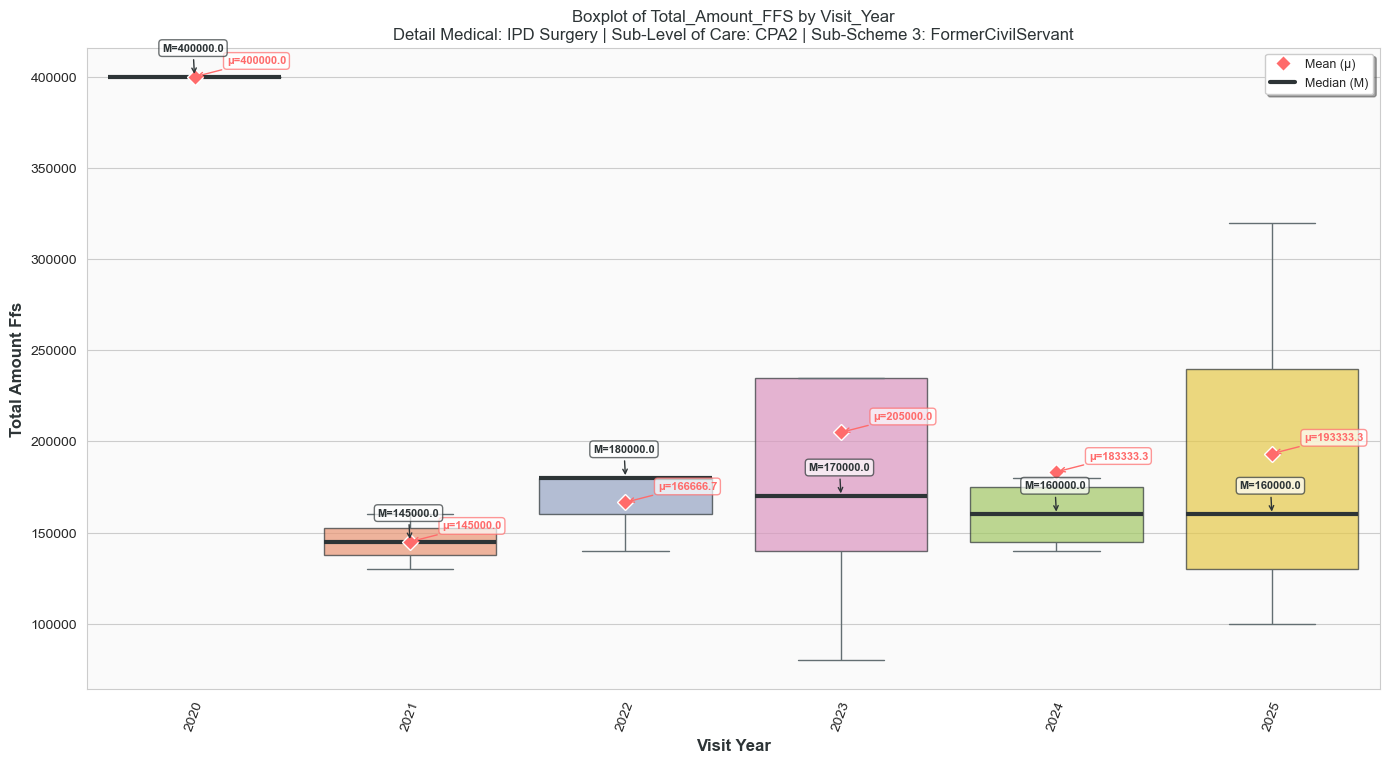 Boxplot of Total_Amount_FFS by Visit_Year
Detail Medical: IPD Surgery | Sub-Level of Care: CPA2 | Sub-Scheme 3: FormerCivilServant
Mean (μ)
Median (M)
Total Amount Ffs
400000
350000
300000
250000
200000
150000
100000
M=400000.0
μ=400000.0
M=145000.0
μ=145000.0
M=180000.0
μ=166666.7
μ=205000.0
M=170000.0
μ=183333.3
M=160000.0
μ=193333.3
M=160000.0
2020
2021
2022
2023
2024
2025
Visit Year